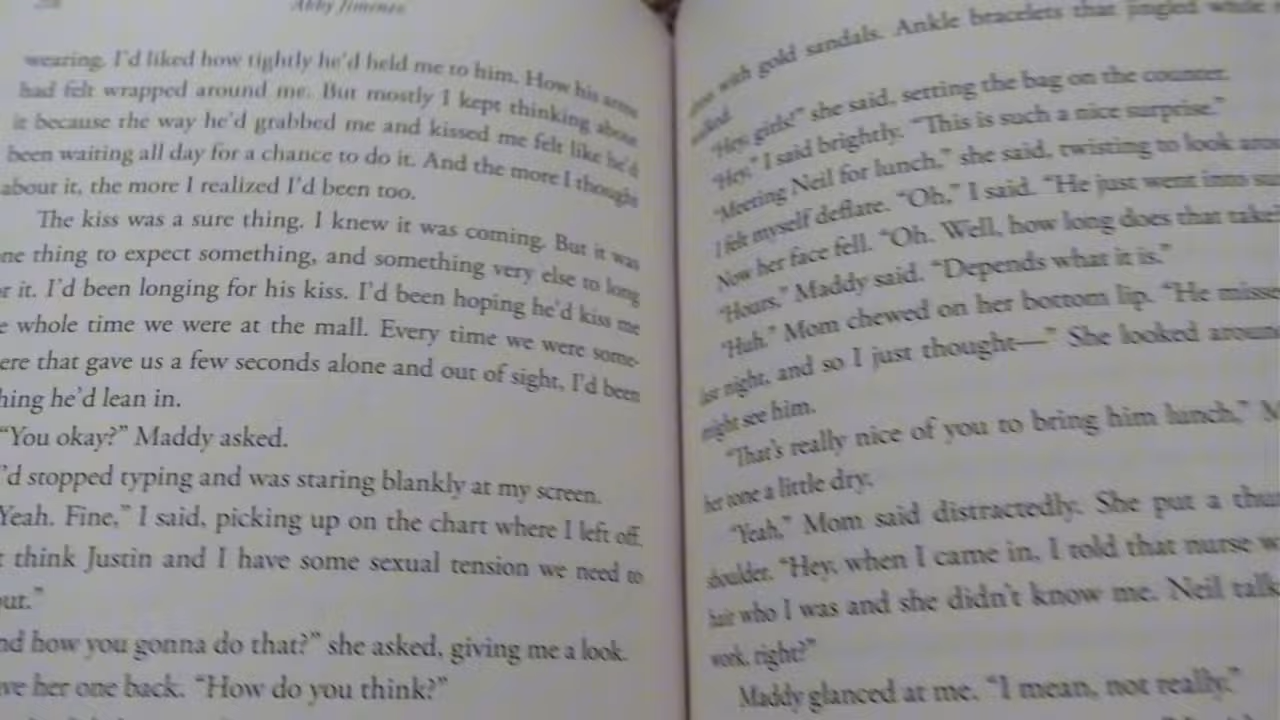 Abby Jimenez
wearing. I'd liked how tightly he'd held me to him. How his arms
had felt wrapped around me. But mostly I kept thinking about
it because the way he'd grabbed me and kissed me felt like he'd
been waiting all day for a chance to do it. And the more I thought
about it, the more I realized I'd been too.
The kiss was a sure thing. I knew it was coming. But it was
ne thing to expect something, and something very else to long
r it. I'd been longing for his kiss. I'd been hoping he'd kiss me
e whole time we were at the mall. Every time we were some-
ere that gave us a few seconds alone and out of sight, I'd been
hing he'd lean in.
"You okay?" Maddy asked.
'd stopped typing and was staring blankly at my screen.
Yeah. Fine," I said, picking up on the chart where I left off.
t think Justin and I have some sexual tension we need to
out."
nd how you gonna do that?" she asked, giving me a look.
ve her one back. "How do you think?"
with gold sandals. Ankle bracelets that jingled while
"Hey, girls!" she said, setting the bag on the counter.
"Hey," I said brightly. "This is such a nice surprise."
"Meeting Neil for lunch," she said, twisting to look
I felt myself deflate. "Oh," I said. "He just went into
Now her face fell. "Oh. Well, how long does that take?
"Hours," Maddy said. "Depends what it is."
"Huh." Mom chewed on her bottom lip. "He misse
last night, and so I just thought—" She looked around
might see him.
"That's really nice of you to bring him lunch," M
her tone a little dry.
"Yeah," Mom said distractedly. She put a thu
shoulder. "Hey, when I came in, I told that nurse w
hair who I was and she didn't know me. Neil talk
work, right?"
Maddy glanced at me. "I mean, not really."